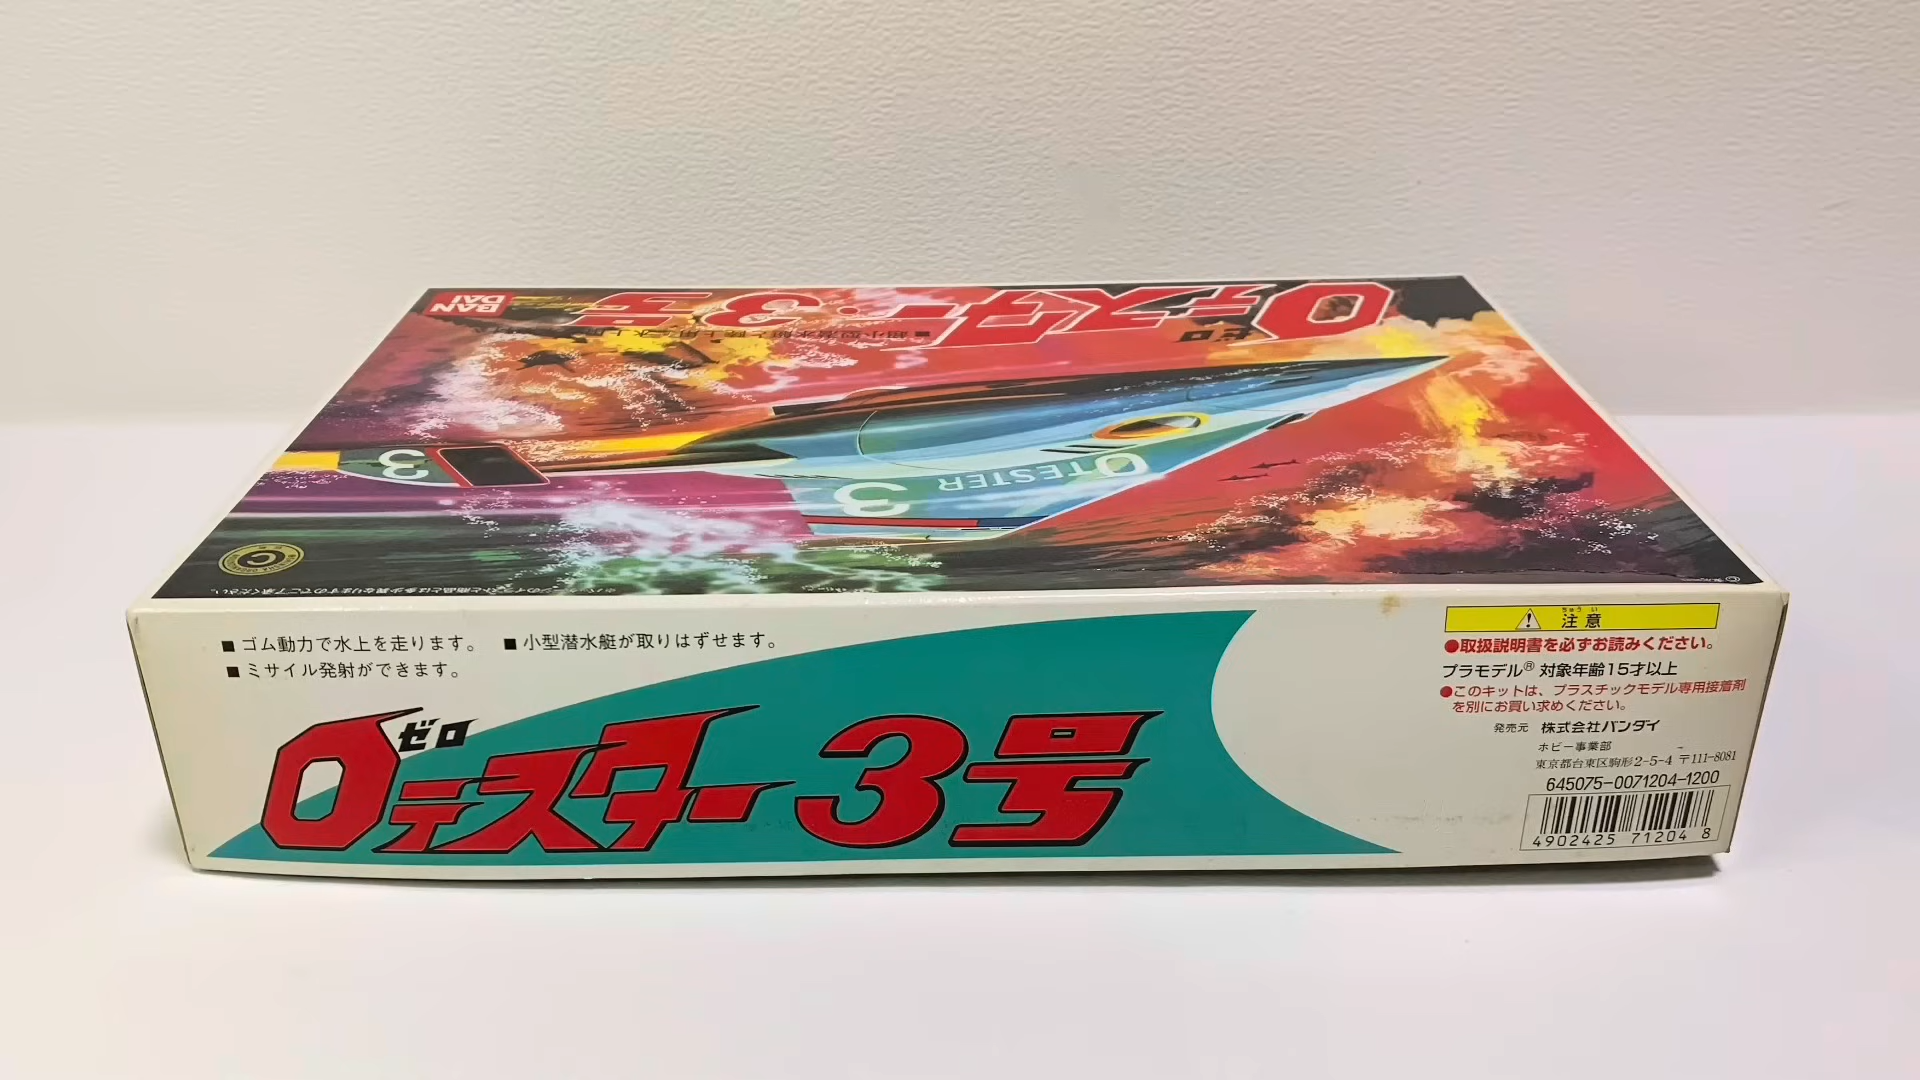 BAN
DAI
0テスター3号
ゼロ
0TESTER
3
3
■ゴム動力で水上を走ります。 ■小型潜水艇が取りはずせます。
■ミサイル発射ができます。
ゼロ
0テスター3号
ちゅうい
注意
●取扱説明書を必ずお読みください。
プラモデル® 対象年齢15才以上
●このキットは、プラスチックモデル専用接着剤
を別にお買い求めください。
発売元 株式会社バンダイ
ホビー事業部
東京都台東区駒形2-5-4 〒111-8081
645075-0071204-1200
4902425 71204 8